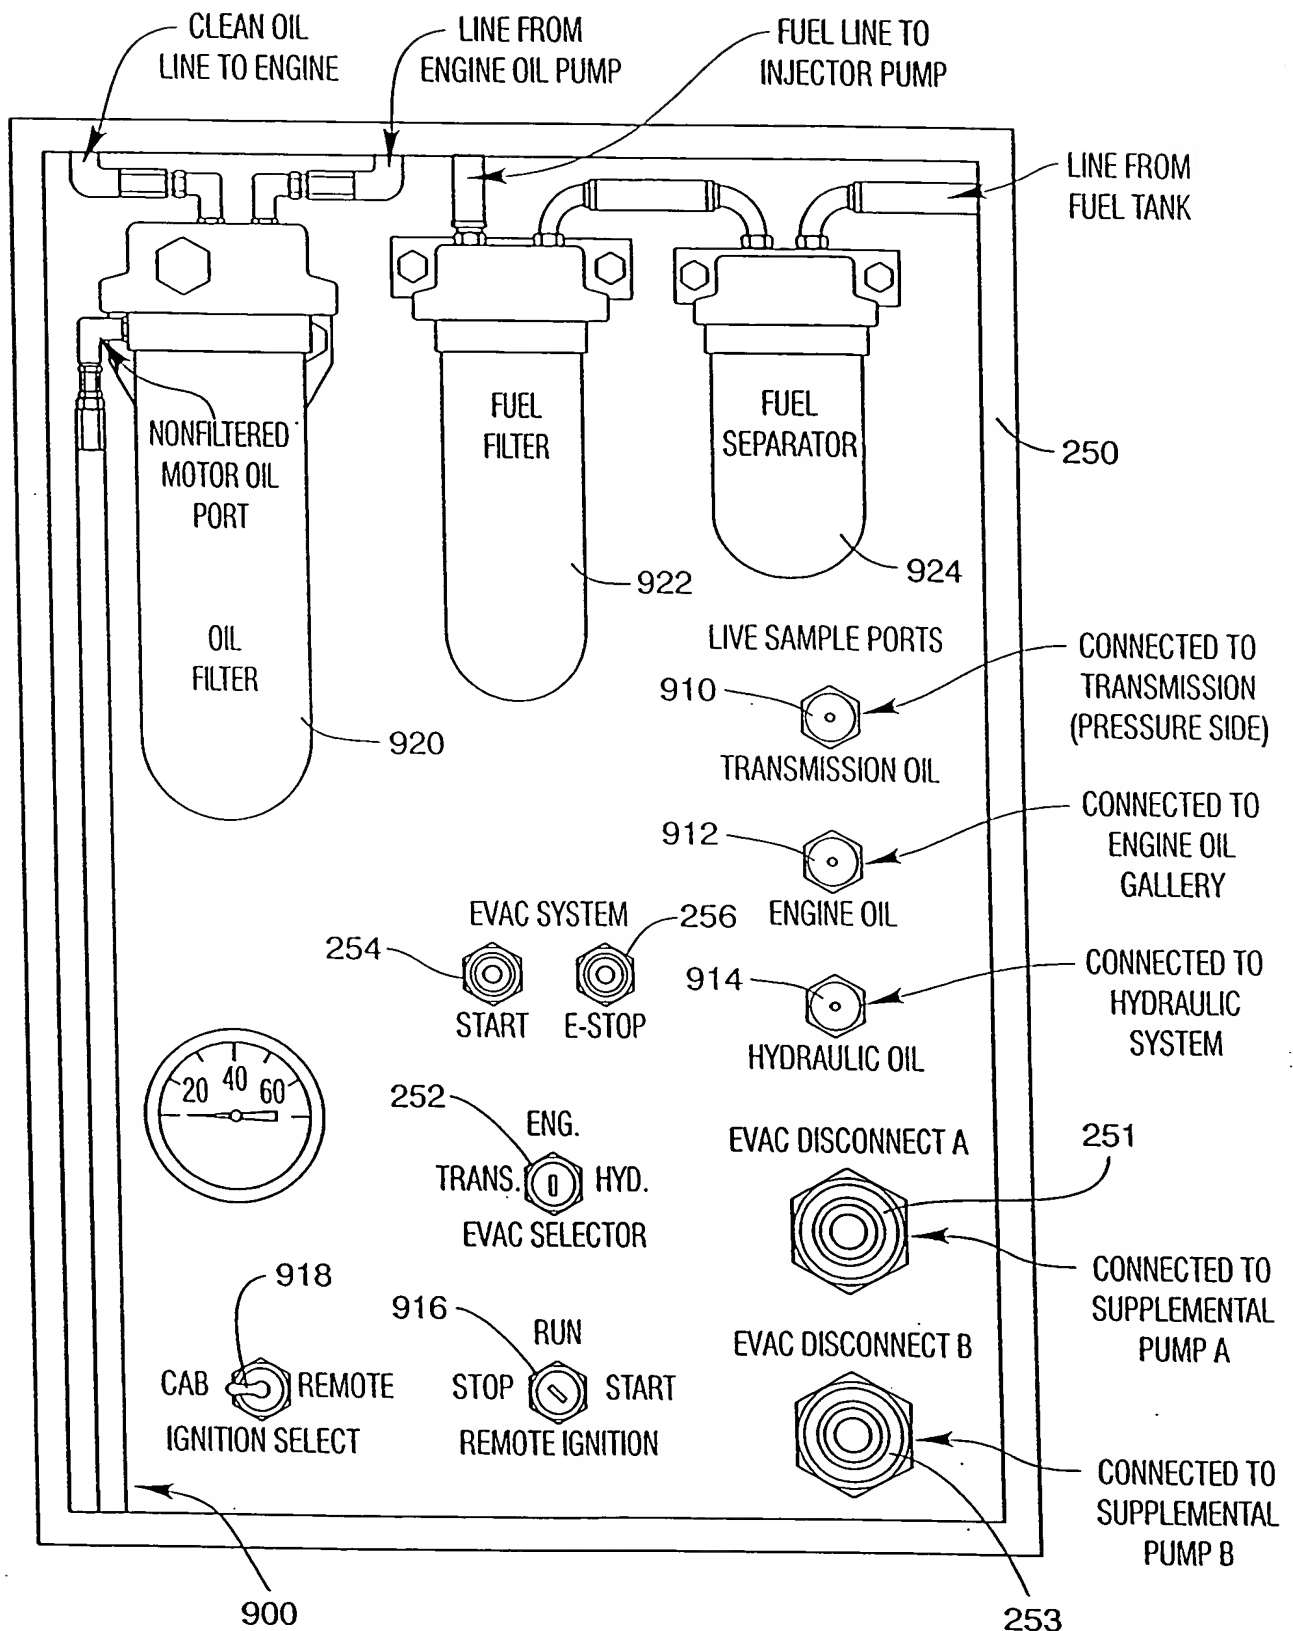 CLEAN OIL
LINE TO ENGINE
LINE FROM
ENGINE OIL PUMP
FUEL LINE TO
INJECTOR PUMP
LINE FROM
FUEL TANK
NONFILTERED
MOTOR OIL
PORT
OIL
FILTER
FUEL
FILTER
FUEL
SEPARATOR
250
922
924
920
LIVE SAMPLE PORTS
910
TRANSMISSION OIL
CONNECTED TO
TRANSMISSION
(PRESSURE SIDE)
912
ENGINE OIL
CONNECTED TO
ENGINE OIL
GALLERY
EVAC SYSTEM
254
256
START
E-STOP
914
HYDRAULIC OIL
CONNECTED TO
HYDRAULIC
SYSTEM
20 40 60
252
ENG.
TRANS.
HYD.
EVAC SELECTOR
EVAC DISCONNECT A
251
CONNECTED TO
SUPPLEMENTAL
PUMP A
918
CAB
REMOTE
IGNITION SELECT
916
RUN
STOP
START
REMOTE IGNITION
EVAC DISCONNECT B
CONNECTED TO
SUPPLEMENTAL
PUMP B
900
253